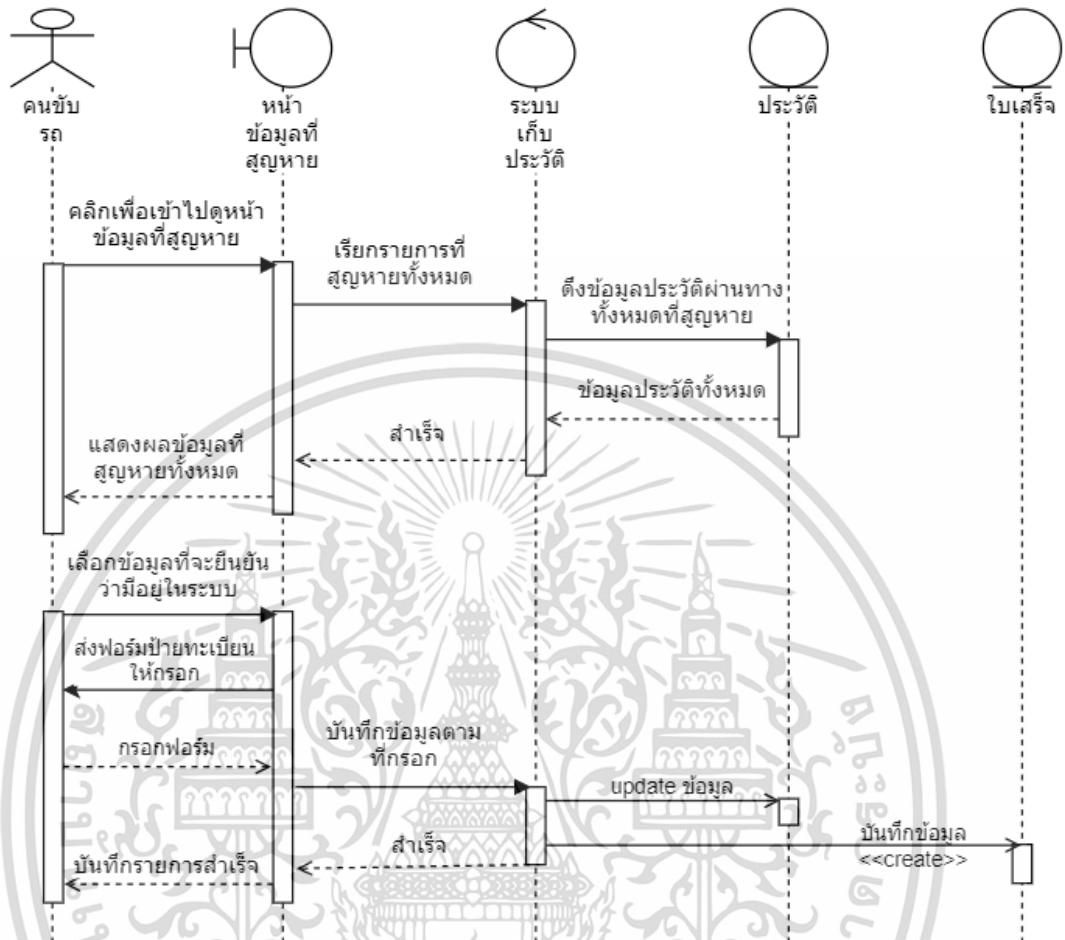 คนขับ
รถ
หน้า
ข้อมูลที่
สูญหาย
ระบบ
เก็บ
ประวัติ
ประวัติ
ใบเสร็จ
คลิกเพื่อเข้าไปดูหน้า
ข้อมูลที่สูญหาย
เรียกรายการที่
สูญหายทั้งหมด
ดึงข้อมูลประวัติผ่านทาง
ทั้งหมดที่สูญหาย
ข้อมูลประวัติทั้งหมด
สำเร็จ
แสดงผลข้อมูลที่
สูญหายทั้งหมด
เลือกข้อมูลที่จะยืนยัน
ว่ามีอยู่ในระบบ
ส่งฟอร์มป้ายทะเบียน
ให้กรอก
กรอกฟอร์ม
บันทึกข้อมูลตาม
ที่กรอก
update ข้อมูล
บันทึกข้อมูล
<<create>>
สำเร็จ
บันทึกรายการสำเร็จ